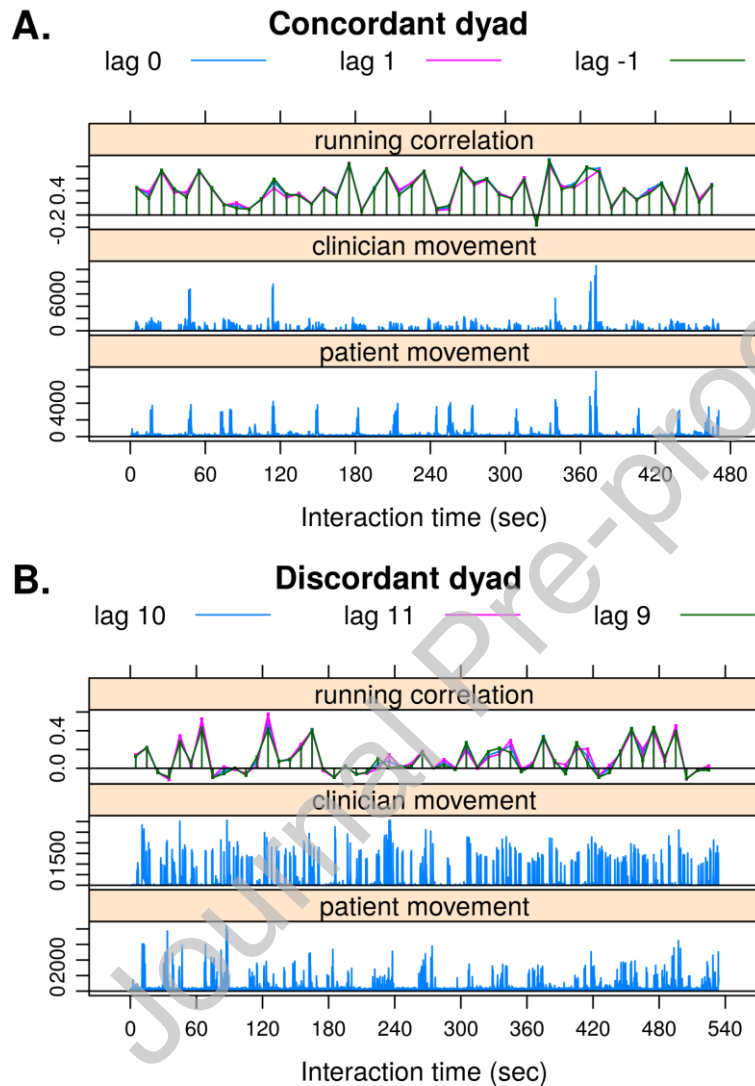 A. Concordant dyad
lag 0 lag 1 lag -1
running correlation
-0.2 0.4
clinician movement
0 6000
patient movement
0 4000
0 60 120 180 240 300 360 420 480
Interaction time (sec)
B. Discordant dyad
lag 10 lag 11 lag 9
running correlation
0.0 0.4
clinician movement
0 1500
patient movement
0 2000
0 60 120 180 240 300 360 420 480 540
Interaction time (sec)
Journal Pre-proo